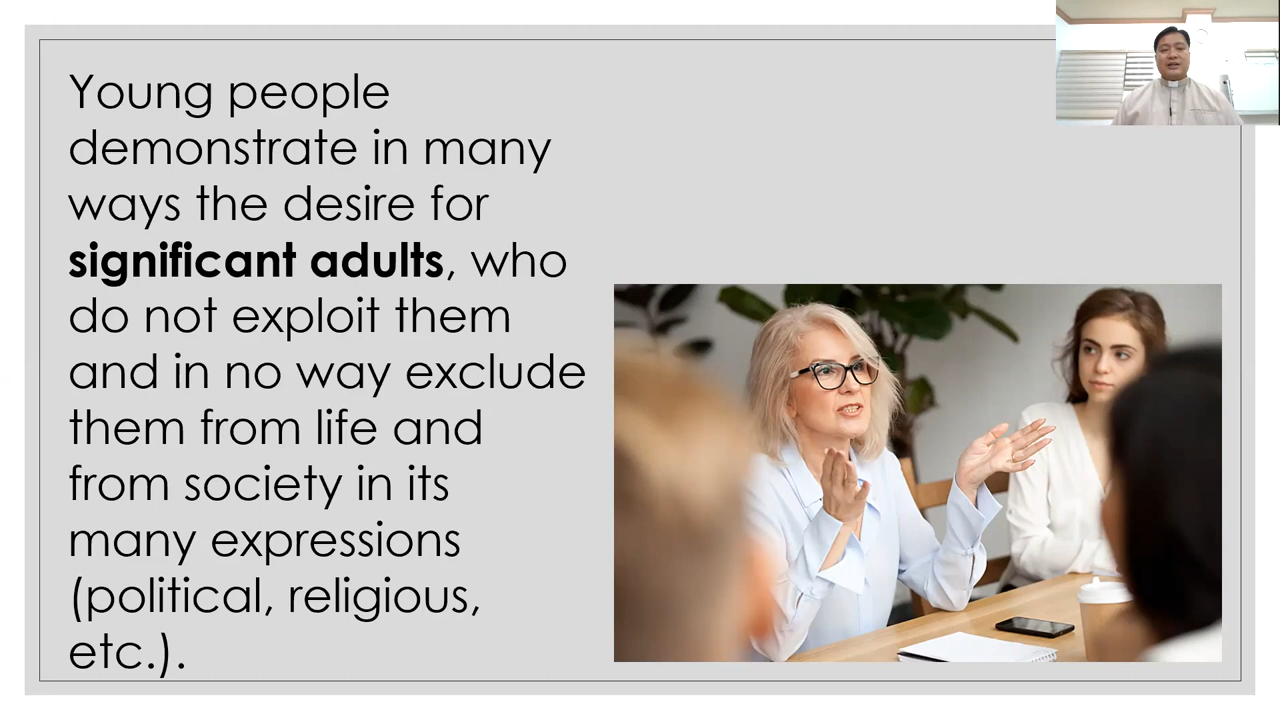 Young people
demonstrate in many
ways the desire for
significant adults, who
do not exploit them
and in no way exclude
them from life and
from society in its
many expressions
(political, religious,
etc.).